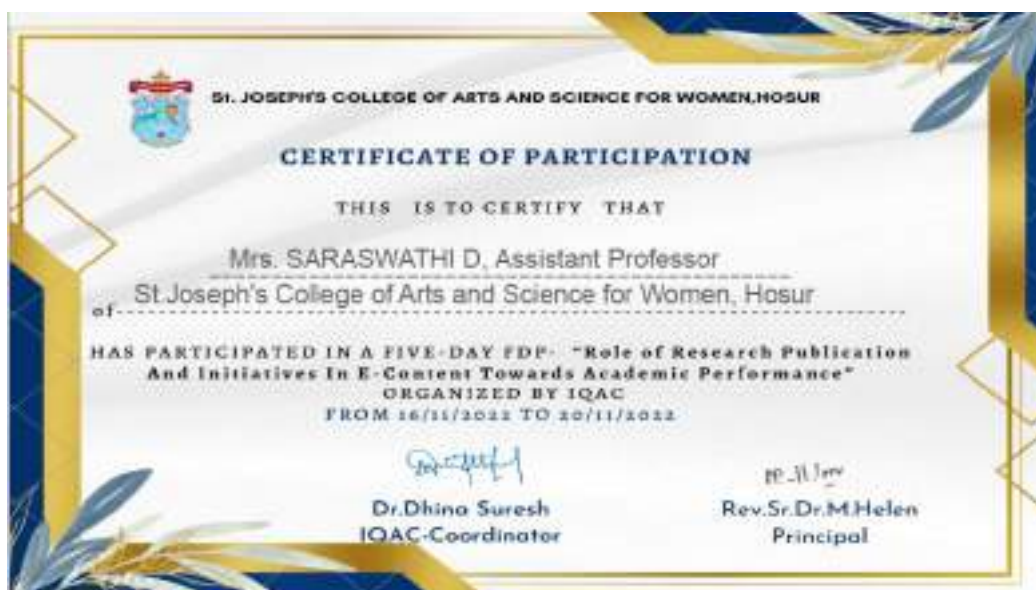 St. JOSEPH'S COLLEGE OF ARTS AND SCIENCE FOR WOMEN,HOSUR
CERTIFICATE OF PARTICIPATION
THIS IS TO CERTIFY THAT
Mrs. SARASWATHI D, Assistant Professor
of St.Joseph's College of Arts and Science for Women, Hosur
HAS PARTICIPATED IN A FIVE-DAY FDP- "Role of Research Publication
And Initiatives In E-Content Towards Academic Performance"
ORGANIZED BY IQAC
FROM 16/11/2022 TO 20/11/2022
Dr.Dhina Suresh Rev.Sr.Dr.M.Helen
IQAC-Coordinator Principal